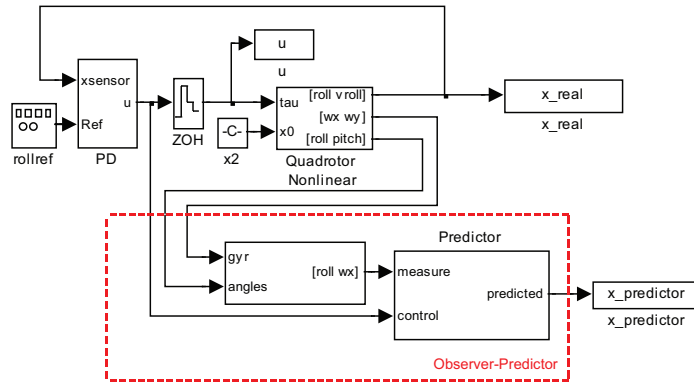 u
u
xsensor
u
Ref
PD
rollref
ZOH
tau
x0
[roll vroll]
[wx wy]
[roll pitch]
-C-
x2
Quadrotor
Nonlinear
x_real
x_real
gyr
angles
[roll wx]
Predictor
measure
control
predicted
x_predictor
x_predictor
Observer-Predictor